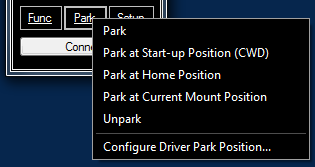 Func Park Setup
Park
Park at Start-up Position (CWD)
Park at Home Position
Park at Current Mount Position
Unpark
Configure Driver Park Position...